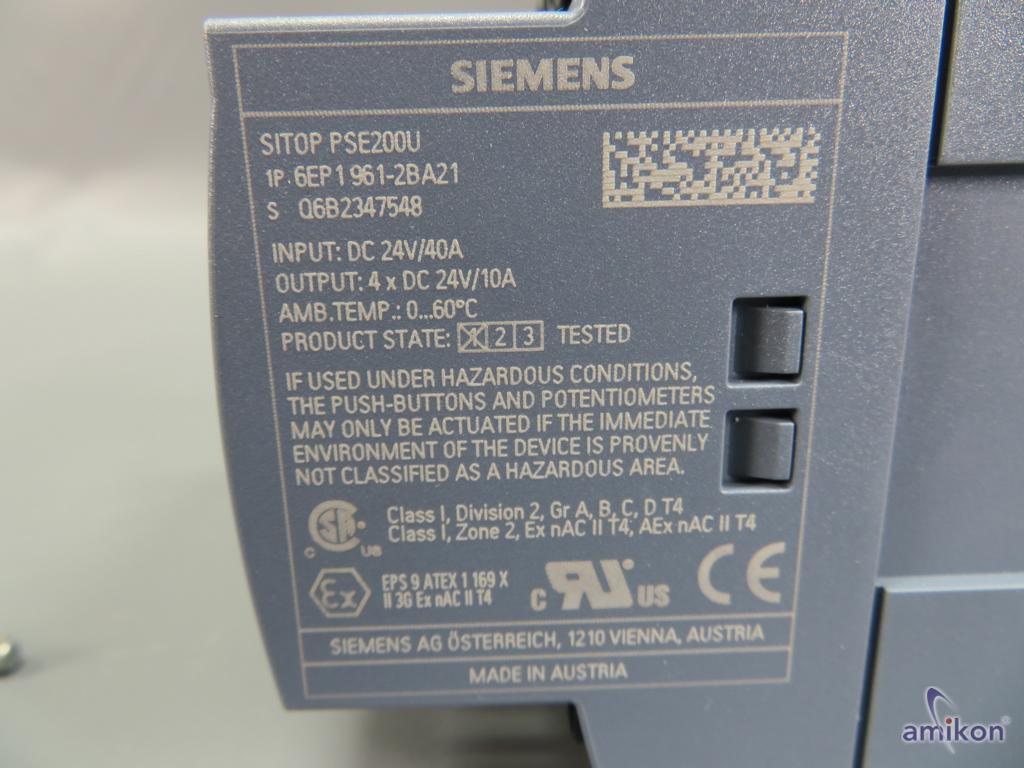 SIEMENS
SITOP PSE200U
1P 6EP1 961-2BA21
S Q6B2347548
INPUT: DC 24V/40A
OUTPUT: 4 x DC 24V/10A
AMB.TEMP.: 0...60°C
PRODUCT STATE: X 2 3 TESTED
IF USED UNDER HAZARDOUS CONDITIONS,
THE PUSH-BUTTONS AND POTENTIOMETERS
MAY ONLY BE ACTUATED IF THE IMMEDIATE
ENVIRONMENT OF THE DEVICE IS PROVENLY
NOT CLASSIFIED AS A HAZARDOUS AREA.
C SA US
Class I, Division 2, Gr A, B, C, D T4
Class I, Zone 2, Ex nAC II T4, AEx nAC II T4
Ex
EPS 9 ATEX 1 169 X
II 3G Ex nAC II T4
C RU US
CE
SIEMENS AG ÖSTERREICH, 1210 VIENNA, AUSTRIA
MADE IN AUSTRIA
amikon